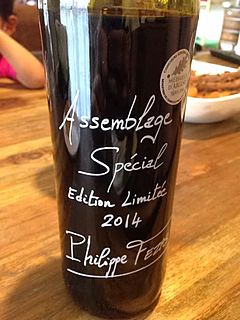 Assemblage
Spécial
Edition Limitée
2014
Philippe